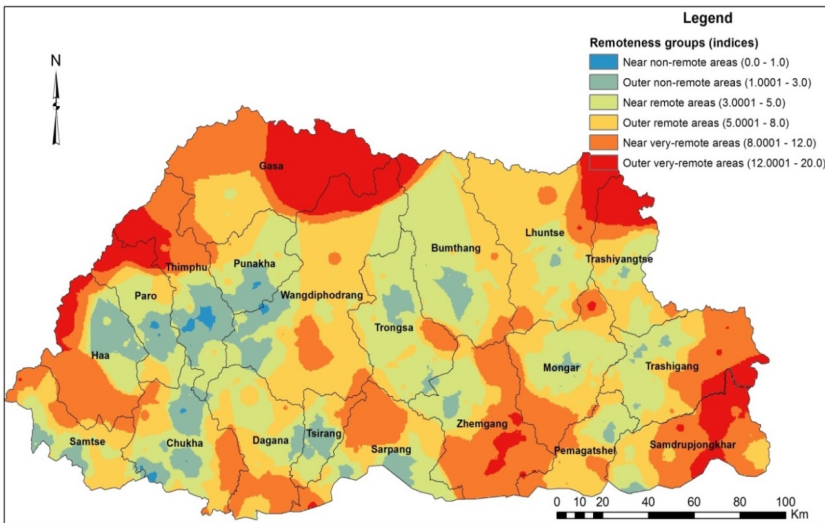 Legend
Remoteness groups (indices)
Near non-remote areas (0.0 - 1.0)
Outer non-remote areas (1.0001 - 3.0)
Near remote areas (3.0001 - 5.0)
Outer remote areas (5.0001 - 8.0)
Near very-remote areas (8.0001 - 12.0)
Outer very-remote areas (12.0001 - 20.0)
N
Gasa
Lhuntse
Bumthang
Trashiyangtse
Punakha
Thimphu
Paro
Wangdiphodrang
Trongsa
Haa
Mongar
Trashigang
Zhemgang
Samtse
Chukha
Dagana
Tsirang
Sarpang
Pemagatshel
Samdrupjongkhar
0 10 20 40 60 80 100
Km